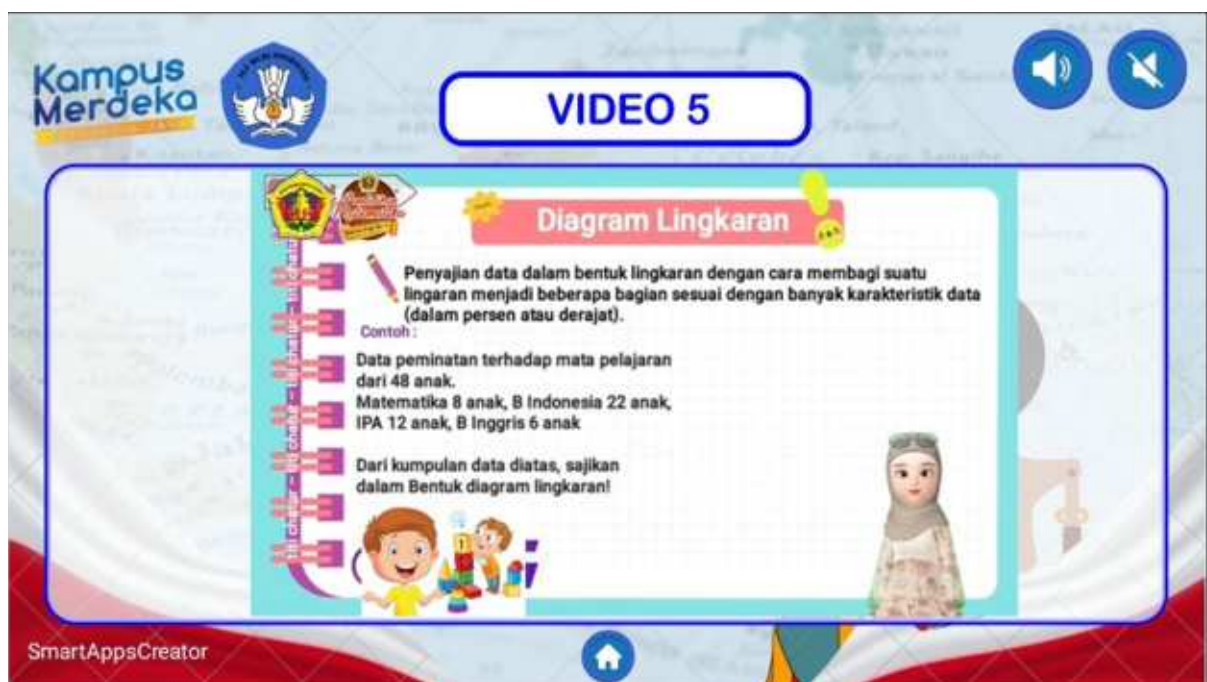 Kampus
Merdeka
VIDEO 5
Diagram Lingkaran
Penyajian data dalam bentuk lingkaran dengan cara membagi suatu
lingaran menjadi beberapa bagian sesuai dengan banyak karakteristik data
(dalam persen atau derajat).
Contoh :
Data peminatan terhadap mata pelajaran
dari 48 anak.
Matematika 8 anak, B Indonesia 22 anak,
IPA 12 anak, B Inggris 6 anak
Dari kumpulan data diatas, sajikan
dalam Bentuk diagram lingkaran!
SmartAppsCreator